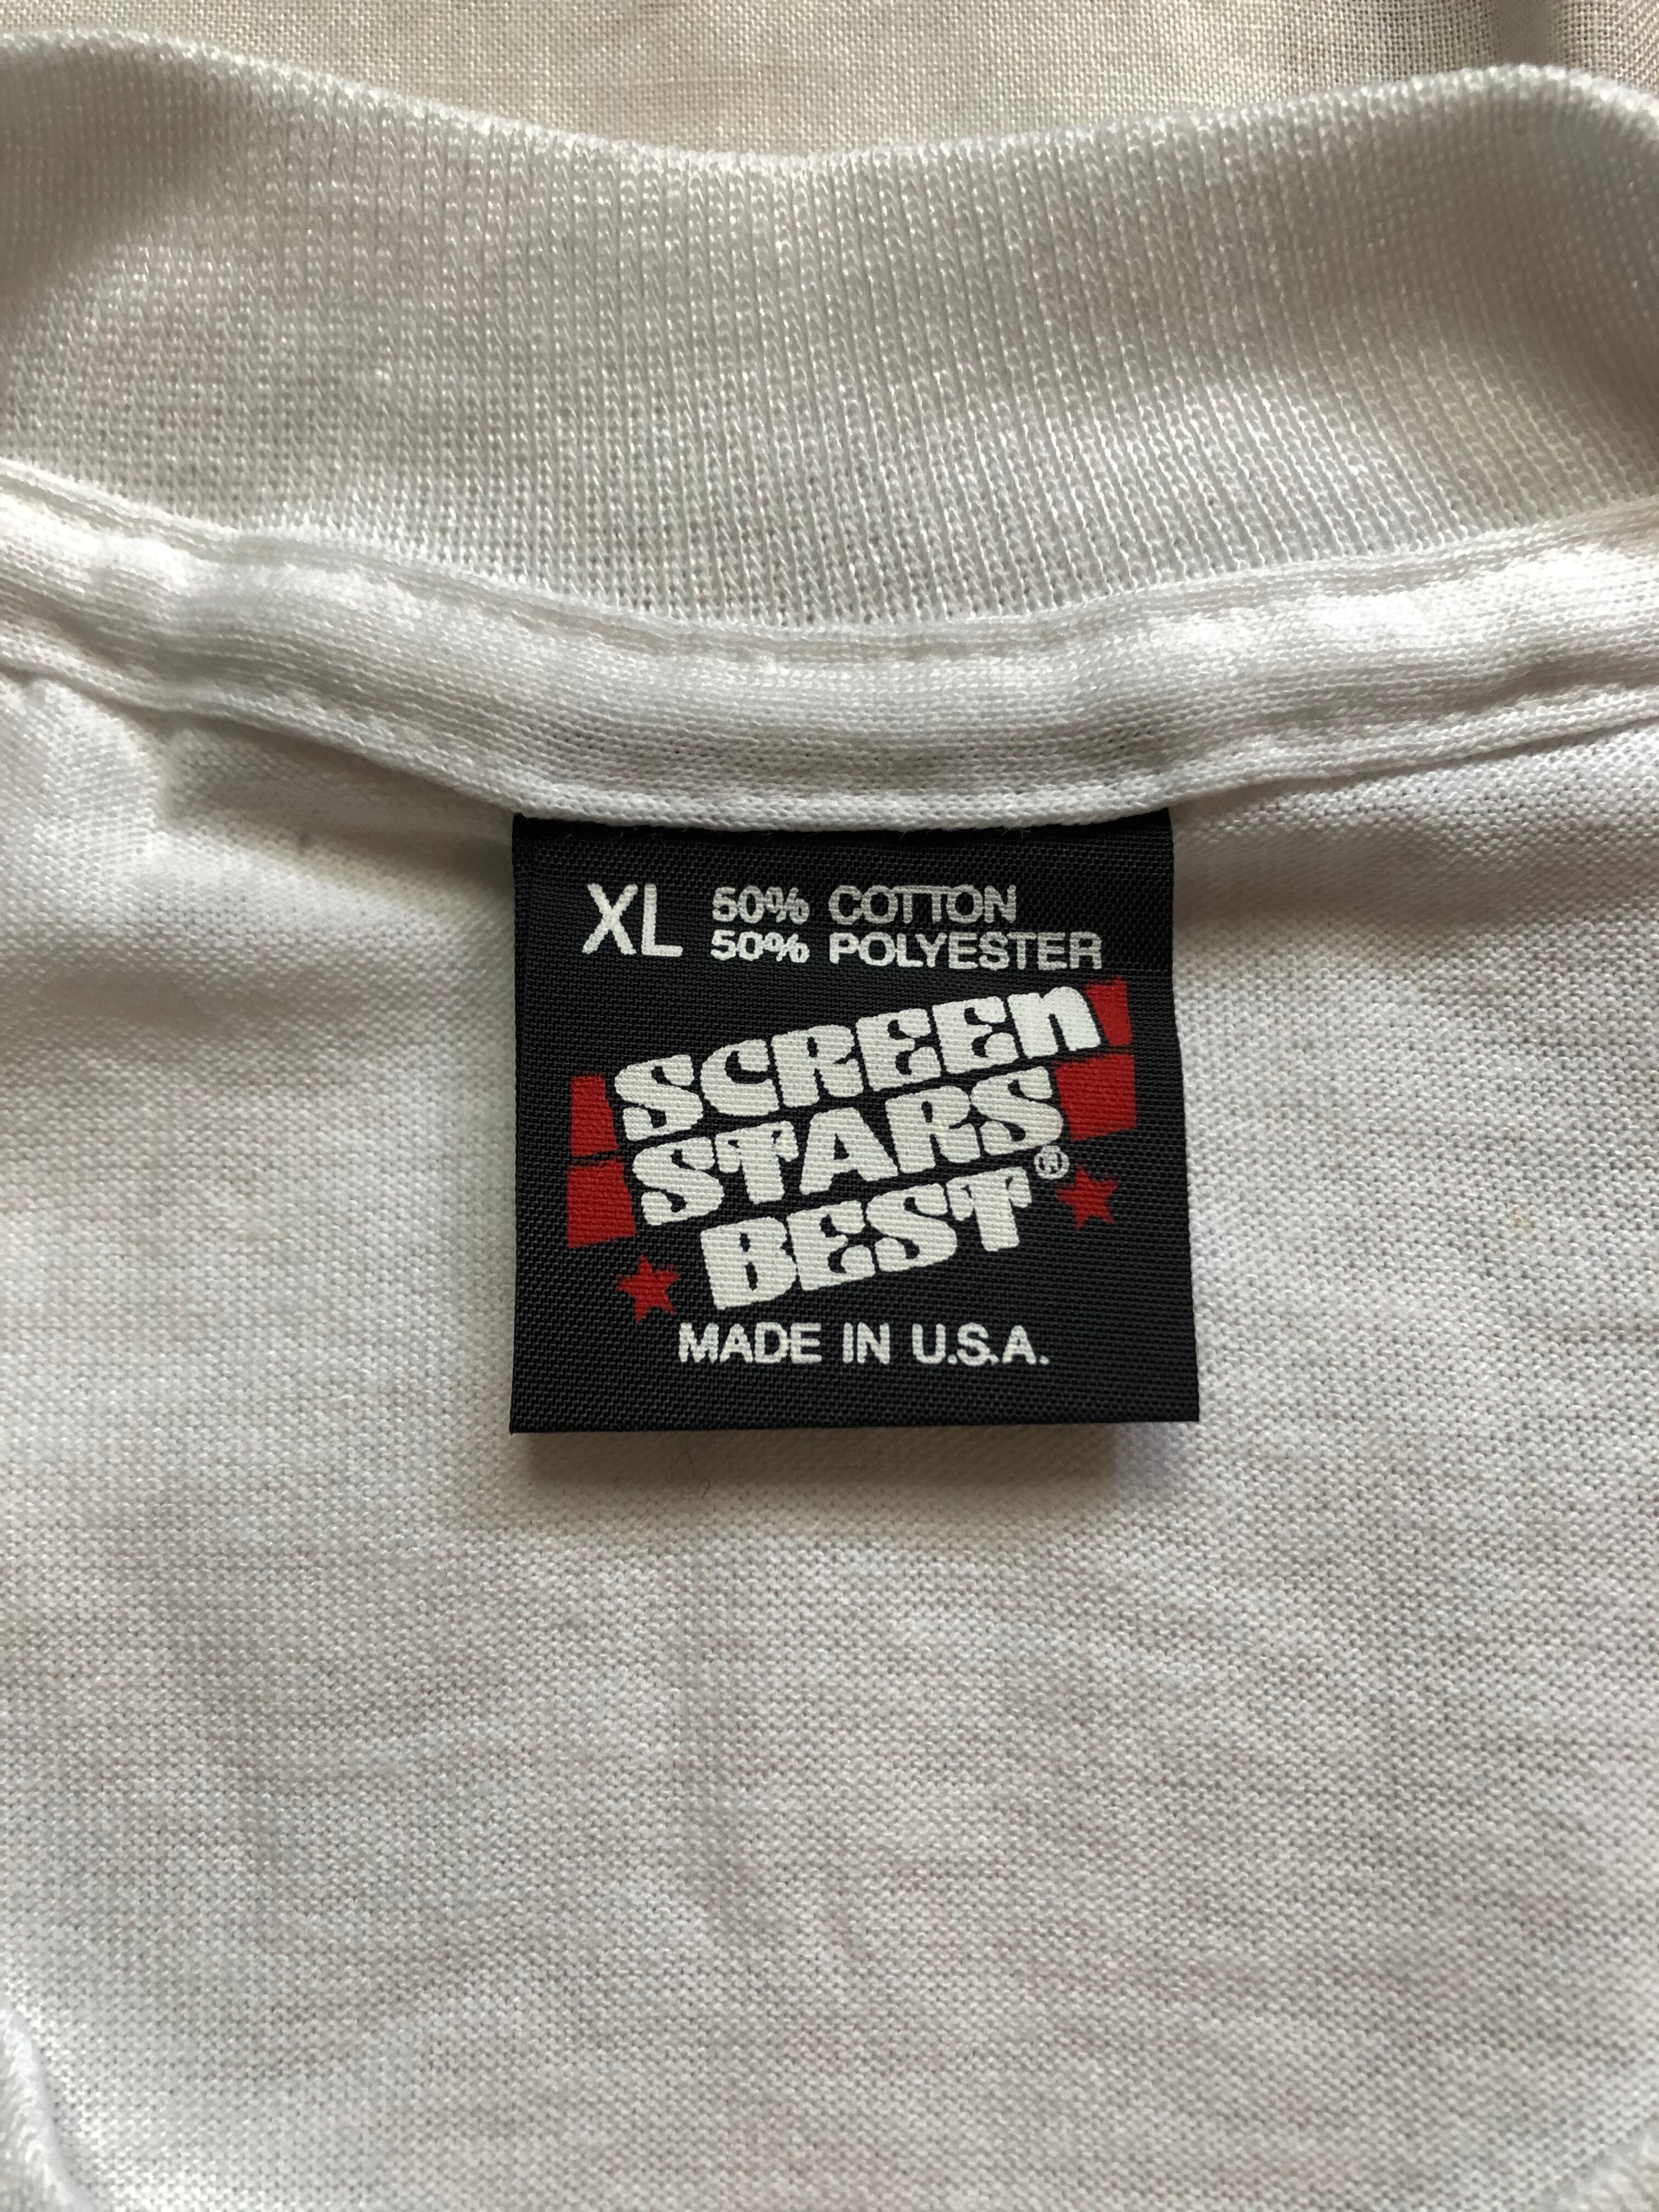 XL 50% COTTON
50% POLYESTER
SCREEn
STARS
BEST®
MADE IN U.S.A.